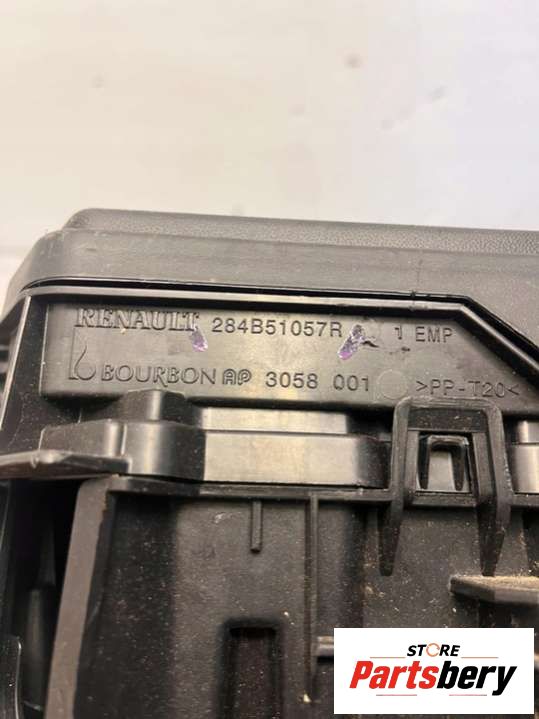 RENAULT 284B51057R 1 EMP
BOURBON AP 3058 001 >PP-T20<
STORE
Partsbery